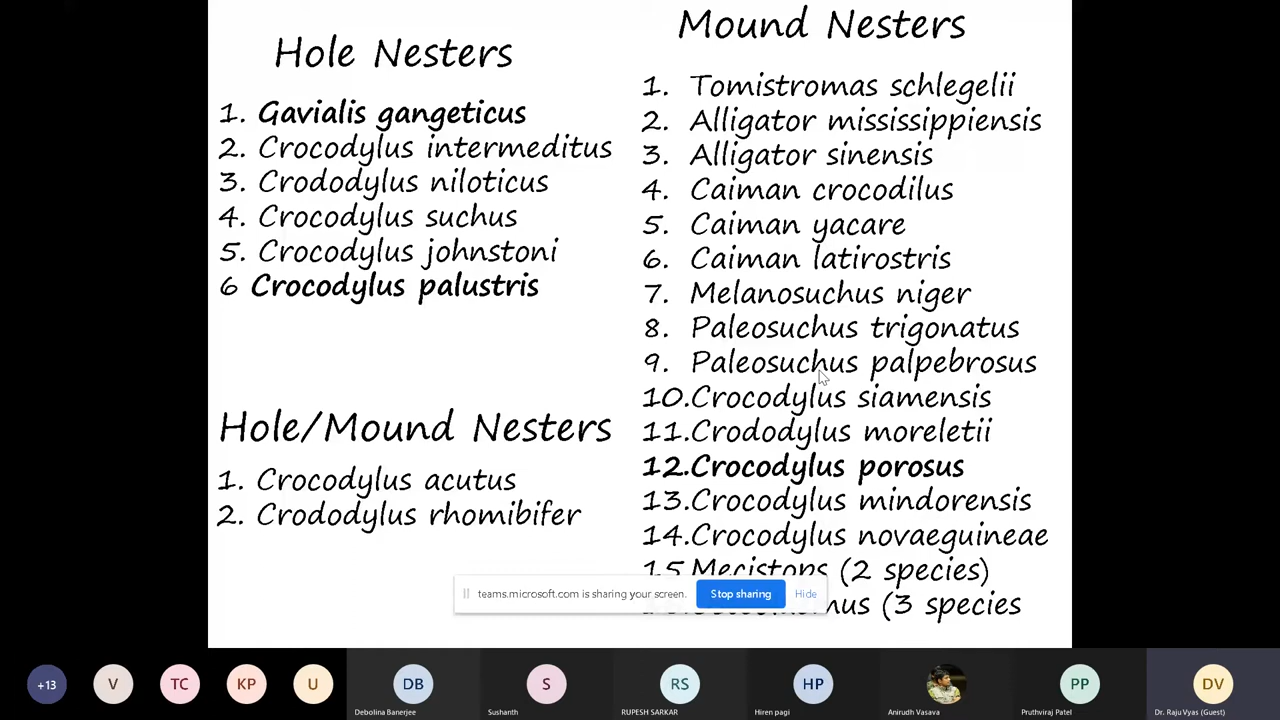 Hole Nesters
1. Gavialis gangeticus
2. Crocodylus intermeditus
3. Crododylus niloticus
4. Crocodylus suchus
5. Crocodylus johnstoni
6 Crocodylus palustris
Hole/Mound Nesters
1. Crocodylus acutus
2. Crododylus rhomibifer
Mound Nesters
1. Tomistromas schlegelii
2. Alligator mississippiensis
3. Alligator sinensis
4. Caiman crocodilus
5. Caiman yacare
6. Caiman latirostris
7. Melanosuchus niger
8. Paleosuchus trigonatus
9. Paleosuchus palpebrosus
10.Crocodylus siamensis
11.Crododylus moreletii
12.Crocodylus porosus
13.Crocodylus mindorensis
14.Crocodylus novaeguineae
15 Mecistops (2 species)
(3 species
teams.microsoft.com is sharing your screen. Stop sharing Hide
+13 V TC KP U DB S RS HP PP DV
Debolina Banerjee Sushanth RUPESH SARKAR Hiren pagi Anirudh Vasava Pruthviraj Patel Dr. Raju Vyas (Guest)